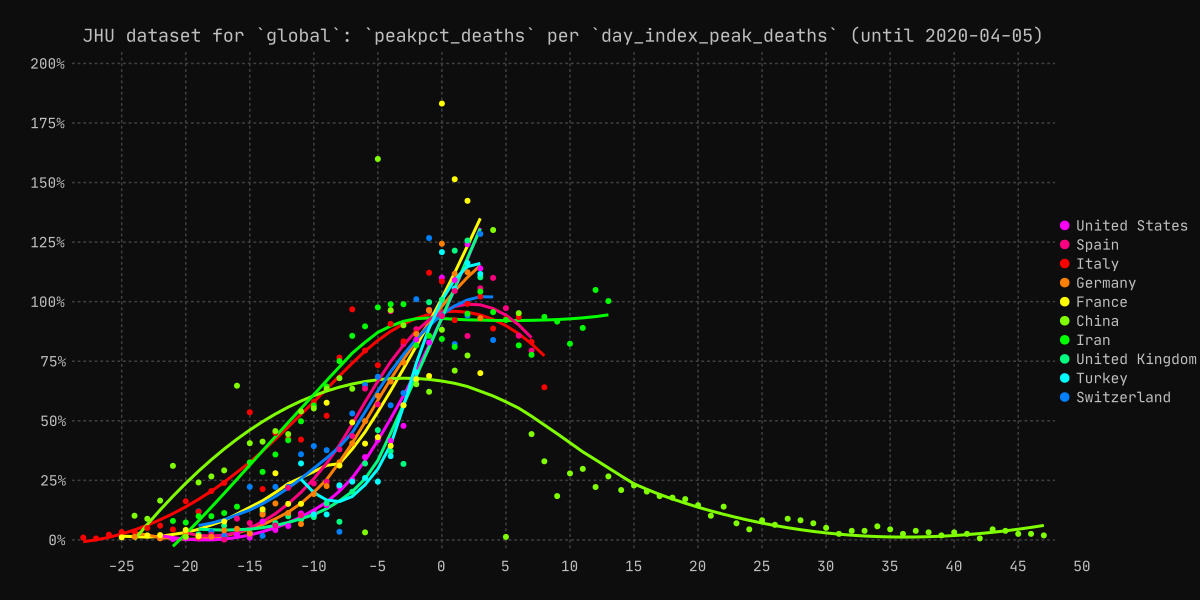 JHU dataset for `global`: `peakpct_deaths` per `day_index_peak_deaths` (until 2020-04-05)
200%
175%
150%
125%
100%
75%
50%
25%
0%
-25 -20 -15 -10 -5 0 5 10 15 20 25 30 35 40 45 50
United States
Spain
Italy
Germany
France
China
Iran
United Kingdom
Turkey
Switzerland